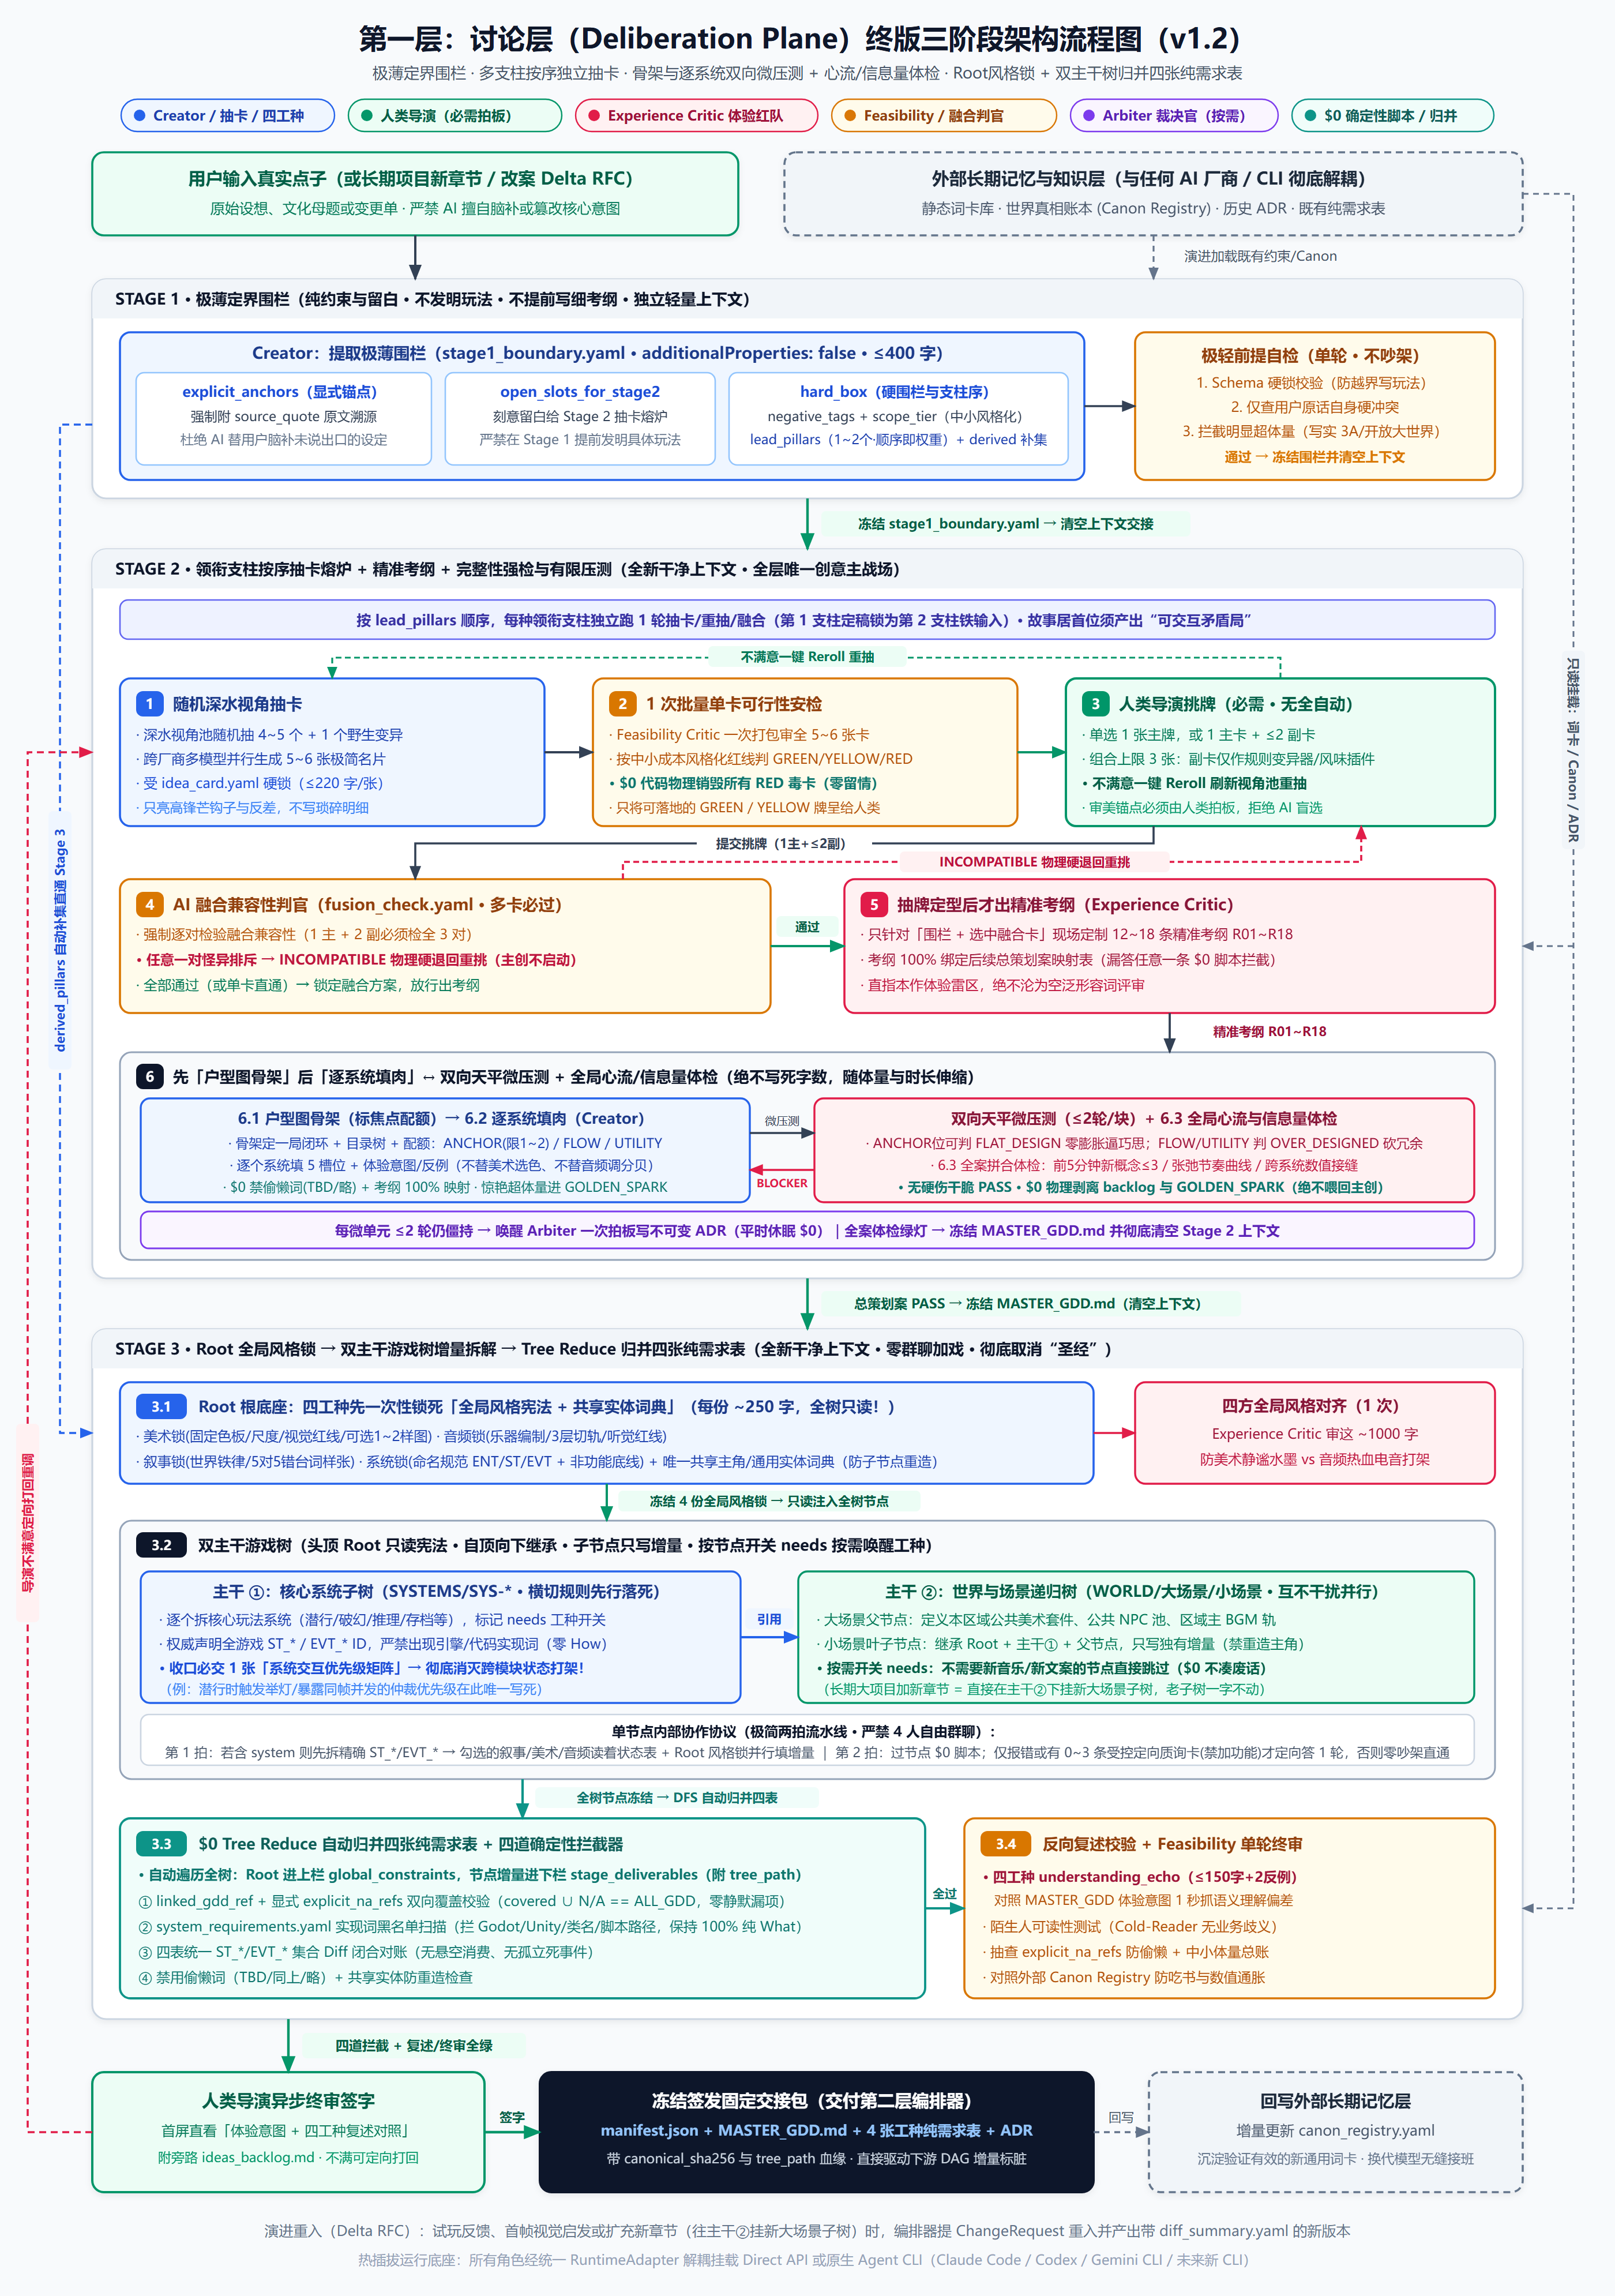 第一层：讨论层（Deliberation Plane）终版三阶段架构流程图（v1.2）
极薄定界围栏 · 多支柱按序独立抽卡 · 骨架与逐系统双向微压测 + 心流/信息量体检 · Root风格锁 + 双主干树归并四张纯需求表
Creator / 抽卡 / 四工种
人类导演（必需拍板）
Experience Critic 体验红队
Feasibility / 融合判官
Arbiter 裁决官（按需）
$0 确定性脚本 / 归并
用户输入真实点子（或长期项目新章节 / 改案 Delta RFC）
原始设想、文化母题或变更单 · 严禁 AI 擅自脑补或篡改核心意图
外部长期记忆与知识层（与任何 AI 厂商 / CLI 彻底解耦）
静态词卡库 · 世界真相账本 (Canon Registry) · 历史 ADR · 既有纯需求表
演进加载既有约束/Canon
STAGE 1 • 极薄定界围栏（纯约束与留白 • 不发明玩法 • 不提前写细考纲 • 独立轻量上下文）
Creator：提取极薄围栏（stage1_boundary.yaml • additionalProperties: false • ≤400 字）
explicit_anchors（显式锚点）
强制附 source_quote 原文溯源
杜绝 AI 替用户脑补未说出口的设定
open_slots_for_stage2
刻意留白给 Stage 2 抽卡熔炉
严禁在 Stage 1 提前发明具体玩法
hard_box（硬围栏与支柱序）
negative_tags + scope_tier（中小风格化）
lead_pillars（1~2个·顺序即权重）+ derived 补集
极轻前提自检（单轮 • 不吵架）
1. Schema 硬锁校验（防越界写玩法）
2. 仅查用户原话自身硬冲突
3. 拦截明显超体量（写实 3A/开放大世界）
通过 → 冻结围栏并清空上下文
冻结 stage1_boundary.yaml → 清空上下文交接
STAGE 2 • 领衔支柱按序抽卡熔炉 + 精准考纲 + 完整性强检与有限压测（全新干净上下文 • 全层唯一创意主战场）
按 lead_pillars 顺序，每种领衔支柱独立跑 1 轮抽卡/重抽/融合（第 1 支柱定稿锁为第 2 支柱铁输入）• 故事居首位须产出“可交互矛盾局”
不满意一键 Reroll 重抽
1 随机深水视角抽卡
· 深水视角池随机抽 4~5 个 + 1 个野生变异
· 跨厂商多模型并行生成 5~6 张极简名片
· 受 idea_card.yaml 硬锁（≤220 字/张）
· 只亮高锋芒钩子与反差，不写琐碎明细
2 1 次批量单卡可行性安检
· Feasibility Critic 一次打包审全 5~6 张卡
· 按中小成本风格化红线判 GREEN/YELLOW/RED
• $0 代码物理销毁所有 RED 毒卡（零留情）
· 只将可落地的 GREEN / YELLOW 牌呈给人类
3 人类导演挑牌（必需 • 无全自动）
· 单选 1 张主牌，或 1 主卡 + ≤2 副卡
· 组合上限 3 张：副卡仅作规则变异器/风味插件
• 不满意一键 Reroll 刷新视角池重抽
· 审美锚点必须由人类拍板，拒绝 AI 盲选
提交挑牌（1主+≤2副）
INCOMPATIBLE 物理硬退回重挑
4 AI 融合兼容性判官（fusion_check.yaml • 多卡必过）
· 强制逐对检验融合兼容性（1 主 + 2 副必须检全 3 对）
• 任意一对怪异排斥 → INCOMPATIBLE 物理硬退回重挑（主创不启动）
· 全部通过（或单卡直通）→ 锁定融合方案，放行出考纲
通过
5 抽牌定型后才出精准考纲（Experience Critic）
· 只针对「围栏 + 选中融合卡」现场定制 12~18 条精准考纲 R01~R18
· 考纲 100% 绑定后续总策划案映射表（漏答任意一条 $0 脚本拦截）
· 直指本作体验雷区，绝不沦为空泛形容词评审
精准考纲 R01~R18
6 先「户型图骨架」后「逐系统填肉」↔ 双向天平微压测 + 全局心流/信息量体检（绝不写死字数，随体量与时长伸缩）
6.1 户型图骨架（标焦点配额）→ 6.2 逐系统填肉（Creator）
· 骨架定一局闭环 + 目录树 + 配额：ANCHOR(限1~2) / FLOW / UTILITY
· 逐个系统填 5 槽位 + 体验意图/反例（不替美术选色、不替音频调分贝）
· $0 禁偷懒词(TBD/略) + 考纲 100% 映射 · 惊艳超体量进 GOLDEN_SPARK
微压测
BLOCKER
双向天平微压测（≤2轮/块）+ 6.3 全局心流与信息量体检
· ANCHOR位可判 FLAT_DESIGN 零膨胀逼巧思；FLOW/UTILITY 判 OVER_DESIGNED 砍冗余
· 6.3 全案拼合体检：前5分钟新概念≤3 / 张弛节奏曲线 / 跨系统数值接缝
• 无硬伤干脆 PASS • $0 物理剥离 backlog 与 GOLDEN_SPARK（绝不喂回主创）
每微单元 ≤2 轮仍僵持 → 唤醒 Arbiter 一次拍板写不可变 ADR（平时休眠 $0）｜全案体检绿灯 → 冻结 MASTER_GDD.md 并彻底清空 Stage 2 上下文
总策划案 PASS → 冻结 MASTER_GDD.md（清空上下文）
STAGE 3 • Root 全局风格锁 → 双主干游戏树增量拆解 → Tree Reduce 归并四张纯需求表（全新干净上下文 • 零群聊加戏 • 彻底取消“圣经”）
3.1 Root 根底座：四工种先一次性锁死「全局风格宪法 + 共享实体词典」（每份 ~250 字，全树只读！）
· 美术锁(固定色板/尺度/视觉红线/可选1~2样图) · 音频锁(乐器编制/3层切轨/听觉红线)
· 叙事锁(世界铁律/5对5错台词样张) · 系统锁(命名规范 ENT/ST/EVT + 非功能底线) + 唯一共享主角/通用实体词典（防子节点重造）
四方全局风格对齐（1 次）
Experience Critic 审这 ~1000 字
防美术静谧水墨 vs 音频热血电音打架
冻结 4 份全局风格锁 → 只读注入全树节点
3.2 双主干游戏树（头顶 Root 只读宪法 • 自顶向下继承 • 子节点只写增量 • 按节点开关 needs 按需唤醒工种）
主干 ①：核心系统子树（SYSTEMS/SYS-* • 横切规则先行落死）
· 逐个拆核心玩法系统（潜行/破幻/推理/存档等），标记 needs 工种开关
· 权威声明全游戏 ST_* / EVT_* ID，严禁出现引擎/代码实现词（零 How）
• 收口必交 1 张「系统交互优先级矩阵」→ 彻底消灭跨模块状态打架！
（例：潜行时触发举灯/暴露同帧并发的仲裁优先级在此唯一写死）
引用
主干 ②：世界与场景递归树（WORLD/大场景/小场景 • 互不干扰并行）
· 大场景父节点：定义本区域公共美术套件、公共 NPC 池、区域主 BGM 轨
· 小场景叶子节点：继承 Root + 主干① + 父节点，只写独有增量（禁重造主角）
• 按需开关 needs：不需要新音乐/新文案的节点直接跳过（$0 不凑废话）
（长期大项目加新章节 = 直接在主干②下挂新大场景子树，老子树一字不动）
单节点内部协作协议（极简两拍流水线 • 严禁 4 人自由群聊）：
第 1 拍：若含 system 则先拆精确 ST_*/EVT_* → 勾选的叙事/美术/音频读着状态表 + Root 风格锁并行填增量 ｜ 第 2 拍：过节点 $0 脚本；仅报错或有 0~3 条受控定向质询卡(禁加功能)才定向答 1 轮，否则零吵架直通
全树节点冻结 → DFS 自动归并四表
3.3 $0 Tree Reduce 自动归并四张纯需求表 + 四道确定性拦截器
• 自动遍历全树：Root 进上栏 global_constraints，节点增量进下栏 stage_deliverables（附 tree_path）
① linked_gdd_ref + 显式 explicit_na_refs 双向覆盖校验（covered ∪ N/A == ALL_GDD，零静默漏项）
② system_requirements.yaml 实现词黑名单扫描（拦 Godot/Unity/类名/脚本路径，保持 100% 纯 What）
③ 四表统一 ST_*/EVT_* 集合 Diff 闭合对账（无悬空消费、无孤立死事件）
④ 禁用偷懒词（TBD/同上/略）+ 共享实体防重造检查
全过
3.4 反向复述校验 + Feasibility 单轮终审
• 四工种 understanding_echo（≤150字+2反例）
对照 MASTER_GDD 体验意图 1 秒抓语义理解偏差
· 陌生人可读性测试（Cold-Reader 无业务歧义）
· 抽查 explicit_na_refs 防偷懒 + 中小体量总账
· 对照外部 Canon Registry 防吃书与数值通胀
四道拦截 + 复述/终审全绿
人类导演异步终审签字
首屏直看「体验意图 + 四工种复述对照」
附旁路 ideas_backlog.md · 不满可定向打回
签字
冻结签发固定交接包（交付第二层编排器）
manifest.json + MASTER_GDD.md + 4 张工种纯需求表 + ADR
带 canonical_sha256 与 tree_path 血缘 · 直接驱动下游 DAG 增量标脏
回写
回写外部长期记忆层
增量更新 canon_registry.yaml
沉淀验证有效的新通用词卡 · 换代模型无缝接班
derived_pillars 自动补集直通 Stage 3
导演不满意定向打回重调
只读挂载：词卡 / Canon / ADR
演进重入（Delta RFC）：试玩反馈、首帧视觉启发或扩充新章节（往主干②挂新大场景子树）时，编排器提 ChangeRequest 重入并产出带 diff_summary.yaml 的新版本
热插拔运行底座：所有角色经统一 RuntimeAdapter 解耦挂载 Direct API 或原生 Agent CLI（Claude Code / Codex / Gemini CLI / 未来新 CLI）